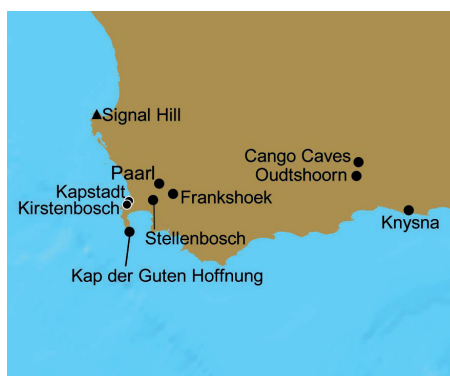 Signal Hill
Paarl
Cango Caves
Oudtshoorn
Kapstadt
Kirstenbosch
Frankshoek
Knysna
Stellenbosch
Kap der Guten Hoffnung